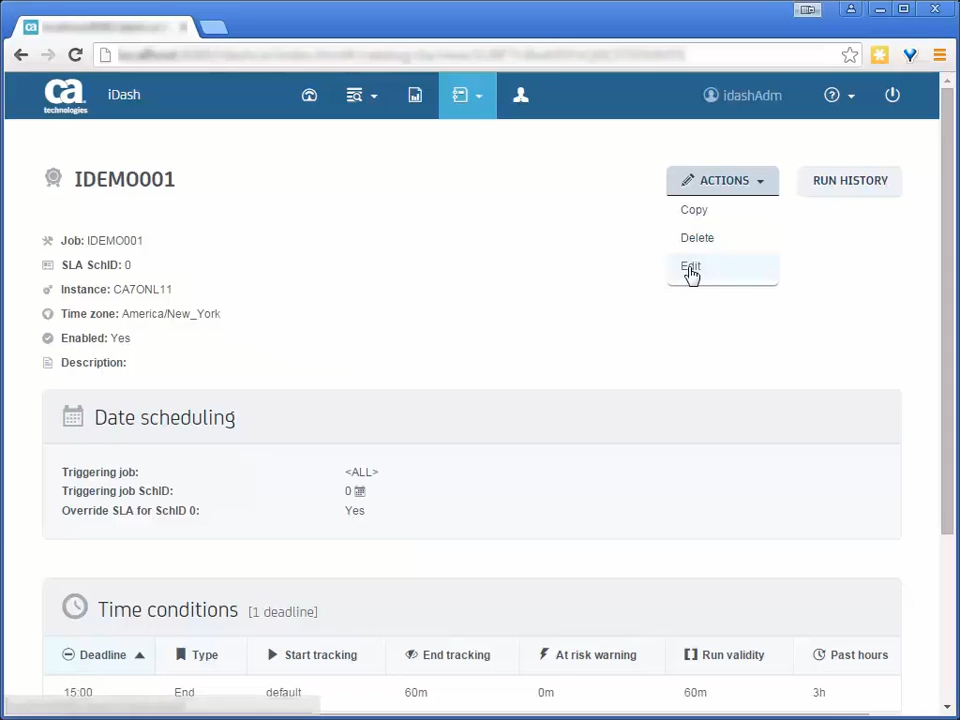 ca
technologies
iDash
idashAdm
IDEMO001
ACTIONS
RUN HISTORY
Copy
Delete
Edit
Job: IDEMO001
SLA SchID: 0
Instance: CA7ONL11
Time zone: America/New_York
Enabled: Yes
Description:
Date scheduling
Triggering job: <ALL>
Triggering job SchID: 0
Override SLA for SchID 0: Yes
Time conditions [1 deadline]
Deadline Type Start tracking End tracking At risk warning Run validity Past hours
15:00 End default 60m 0m 60m 3h